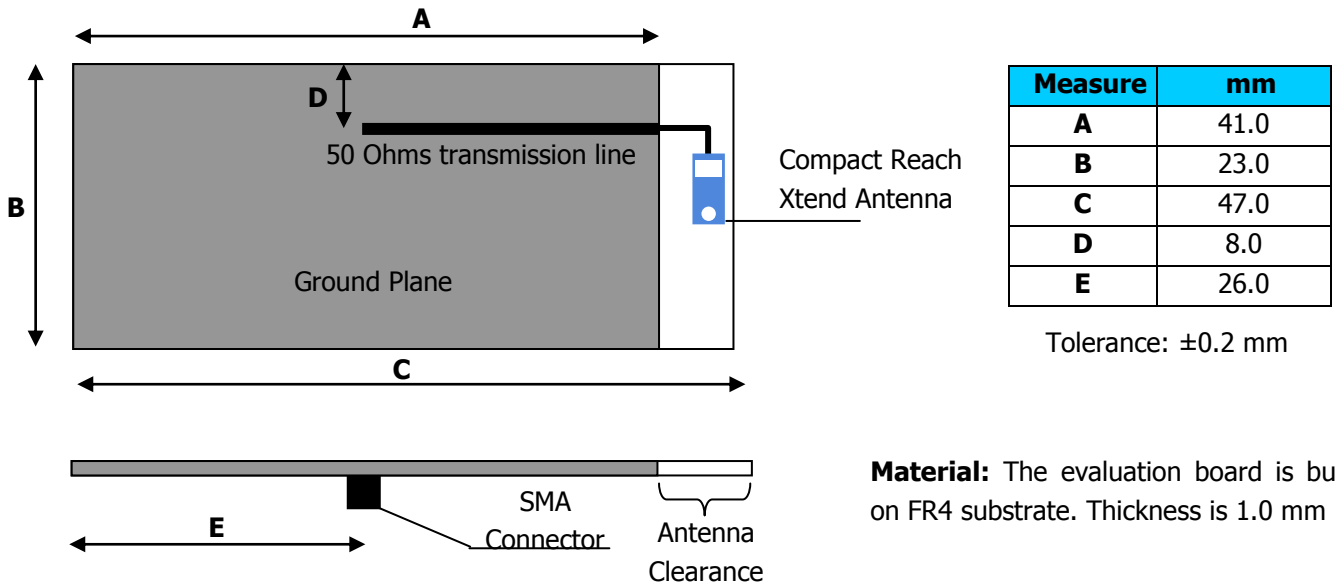 A
B
D
50 Ohms transmission line
Ground Plane
C
Compact Reach
Xtend Antenna
Measure mm
A 41.0
B 23.0
C 47.0
D 8.0
E 26.0
Tolerance: ±0.2 mm
E
SMA
Connector
Antenna
Clearance
Material: The evaluation board is bu
on FR4 substrate. Thickness is 1.0 mm